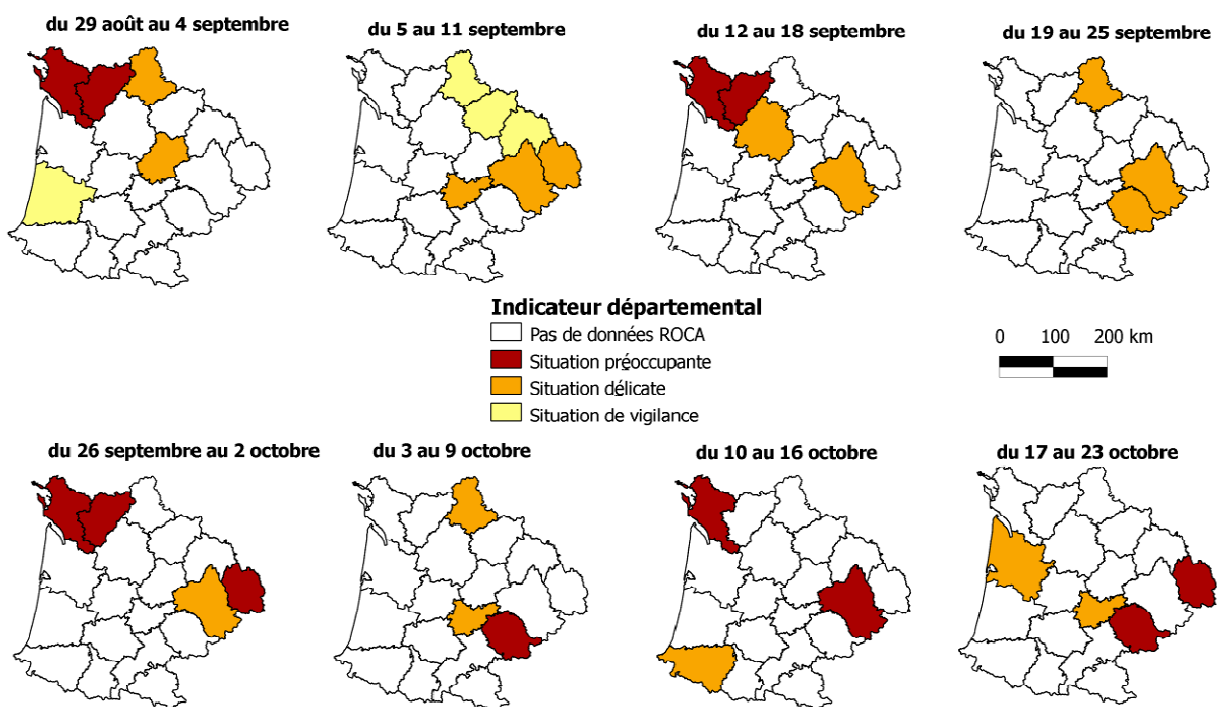 du 29 août au 4 septembre
du 5 au 11 septembre
du 12 au 18 septembre
du 19 au 25 septembre
Indicateur départemental
Pas de données ROCA
Situation préoccupante
Situation délicate
Situation de vigilance
0 100 200 km
du 26 septembre au 2 octobre
du 3 au 9 octobre
du 10 au 16 octobre
du 17 au 23 octobre